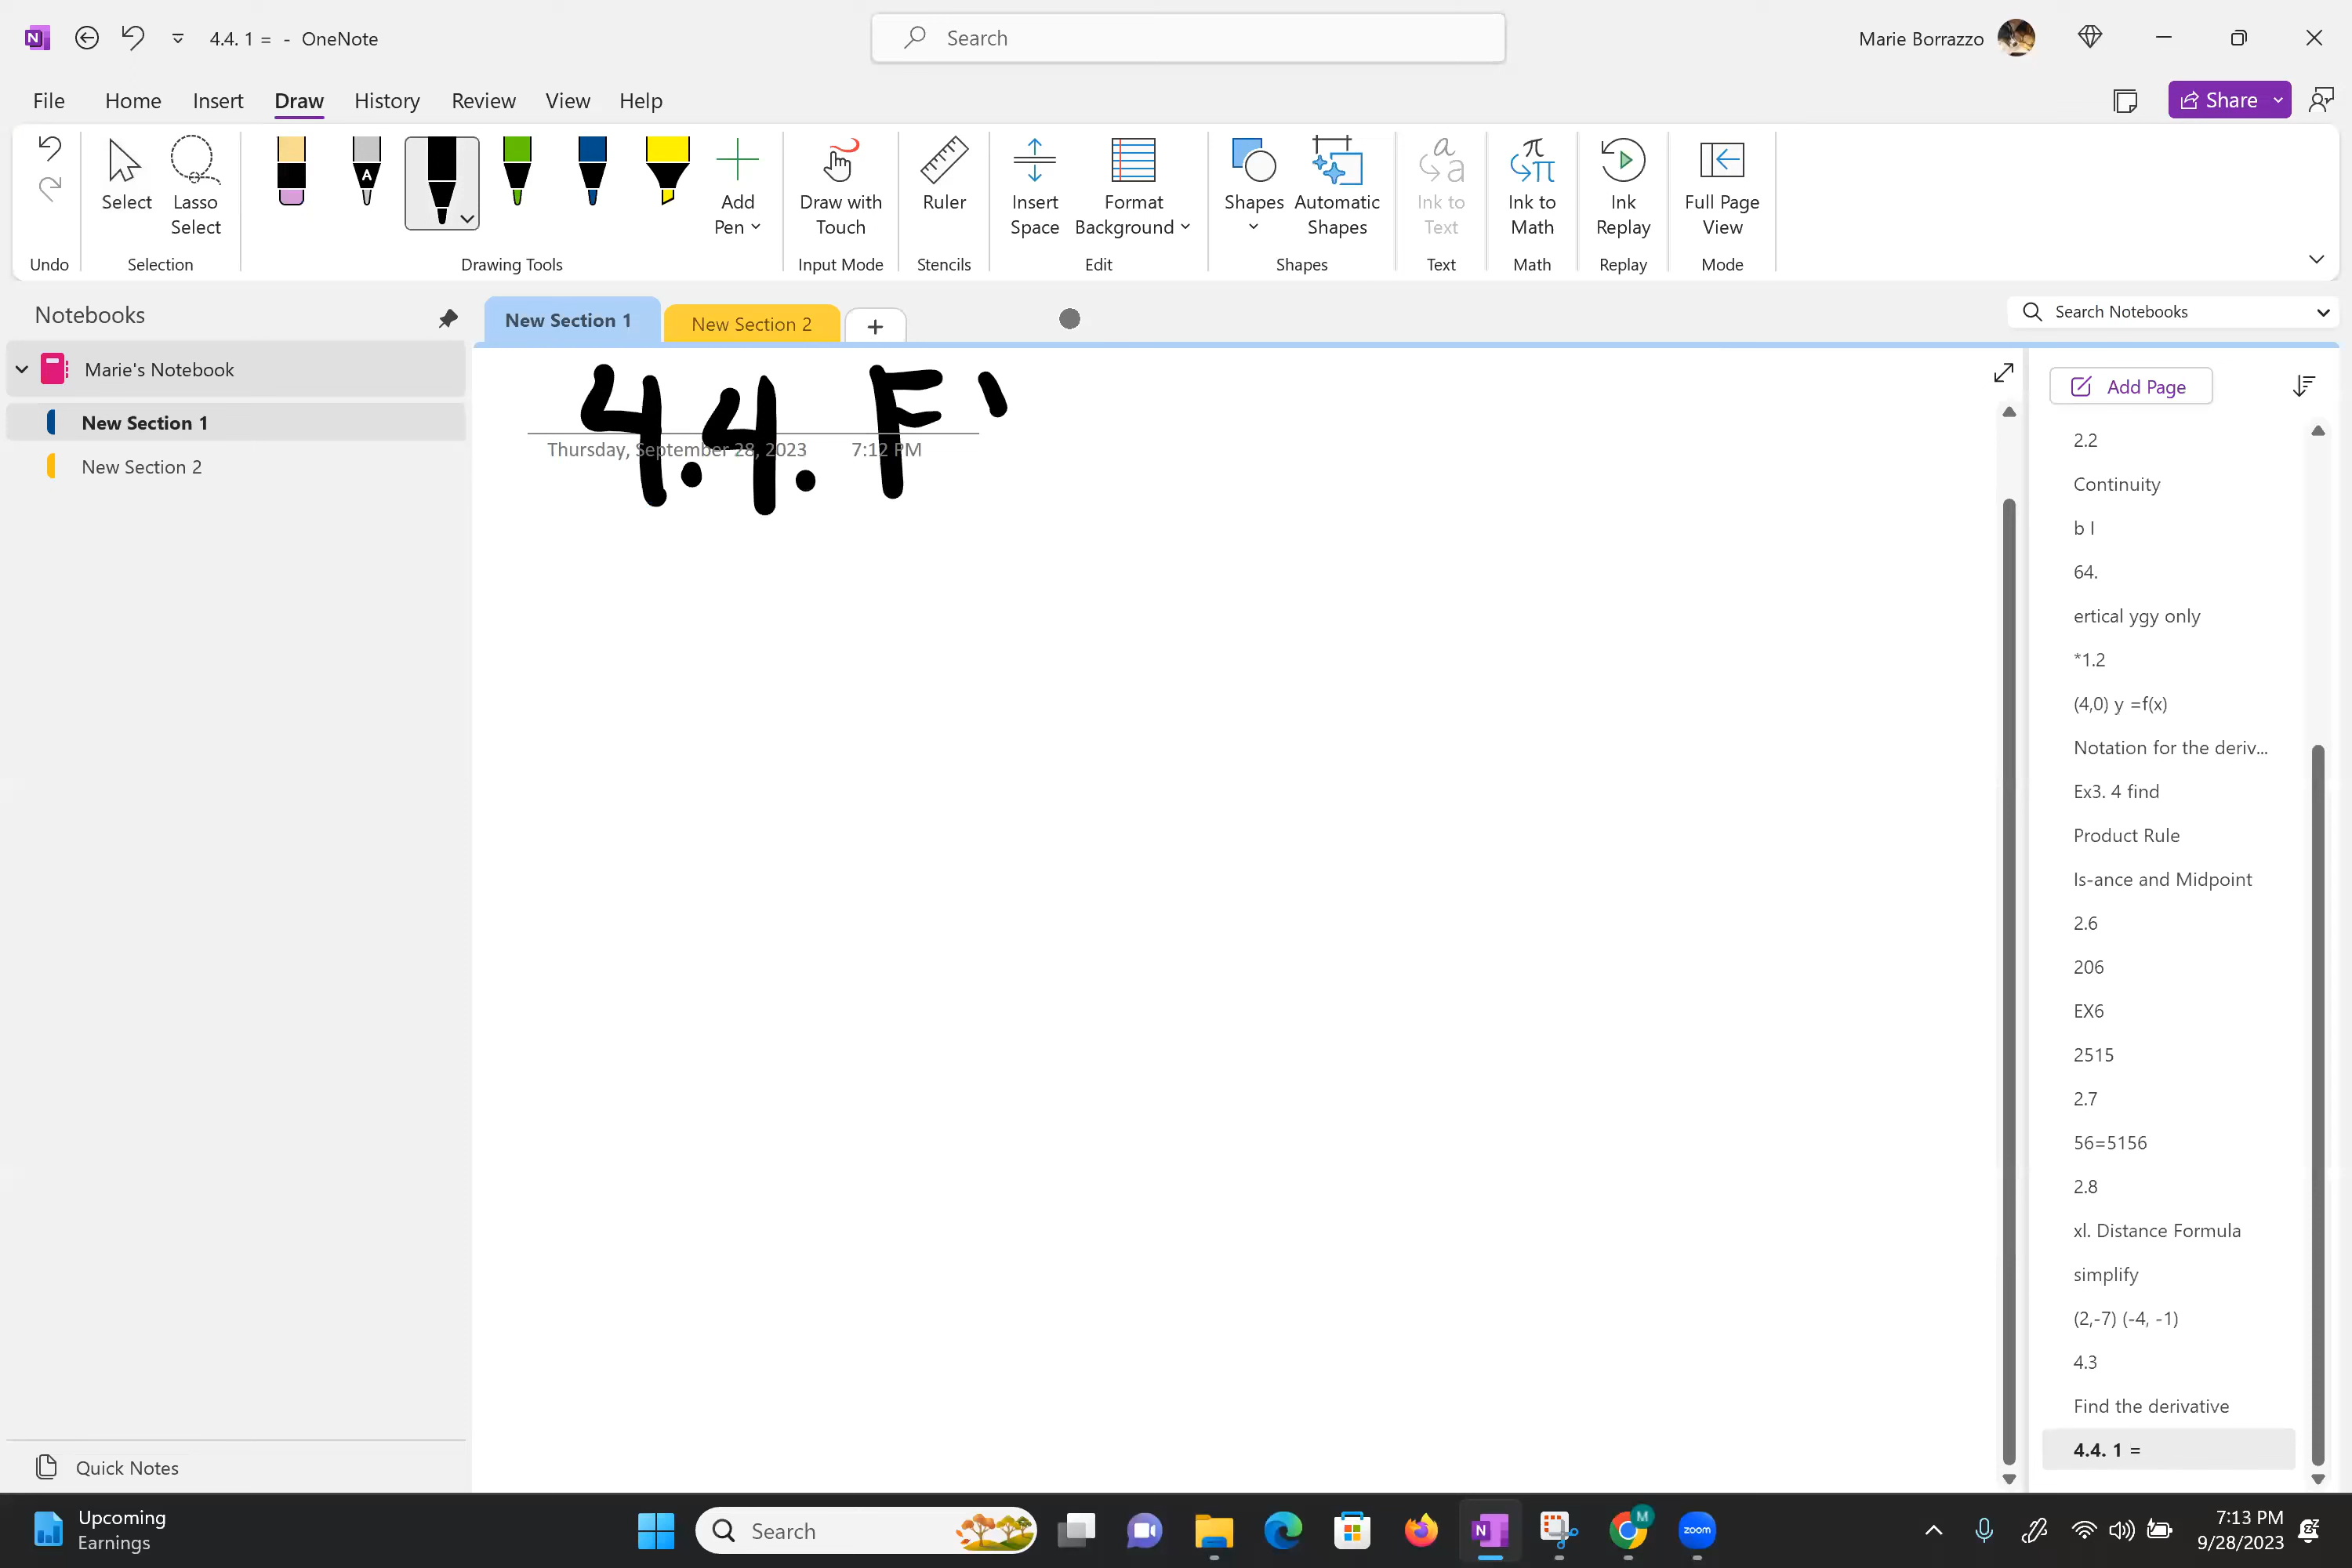 4.4. 1 = - OneNote
Search
Marie Borrazzo
File Home Insert Draw History Review View Help
Share
Select
Lasso Select
A
Add Pen
Draw with Touch
Ruler
Insert Space
Format Background
Shapes
Automatic Shapes
Ink to Text
Ink to Math
Ink Replay
Full Page View
Undo Selection Drawing Tools Input Mode Stencils Edit Shapes Text Math Replay Mode
Notebooks
New Section 1
New Section 2
+
Search Notebooks
Marie's Notebook
New Section 1
New Section 2
4.4. F
Thursday, September 28, 2023 7:12 PM
Add Page
2.2
Continuity
b I
64.
ertical ygy only
*1.2
(4,0) y =f(x)
Notation for the deriv...
Ex3. 4 find
Product Rule
Is-ance and Midpoint
2.6
206
EX6
2515
2.7
56=5156
2.8
xl. Distance Formula
simplify
(2,-7) (-4, -1)
4.3
Find the derivative
4.4. 1 =
Quick Notes
Upcoming
Earnings
Search
zoom
7:13 PM
9/28/2023